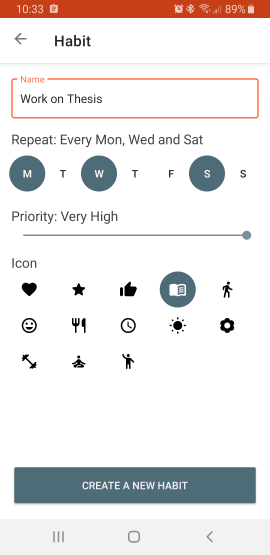 10:33 89%
Habit
Name
Work on Thesis
Repeat: Every Mon, Wed and Sat
M T W T F S S
Priority: Very High
Icon
CREATE A NEW HABIT